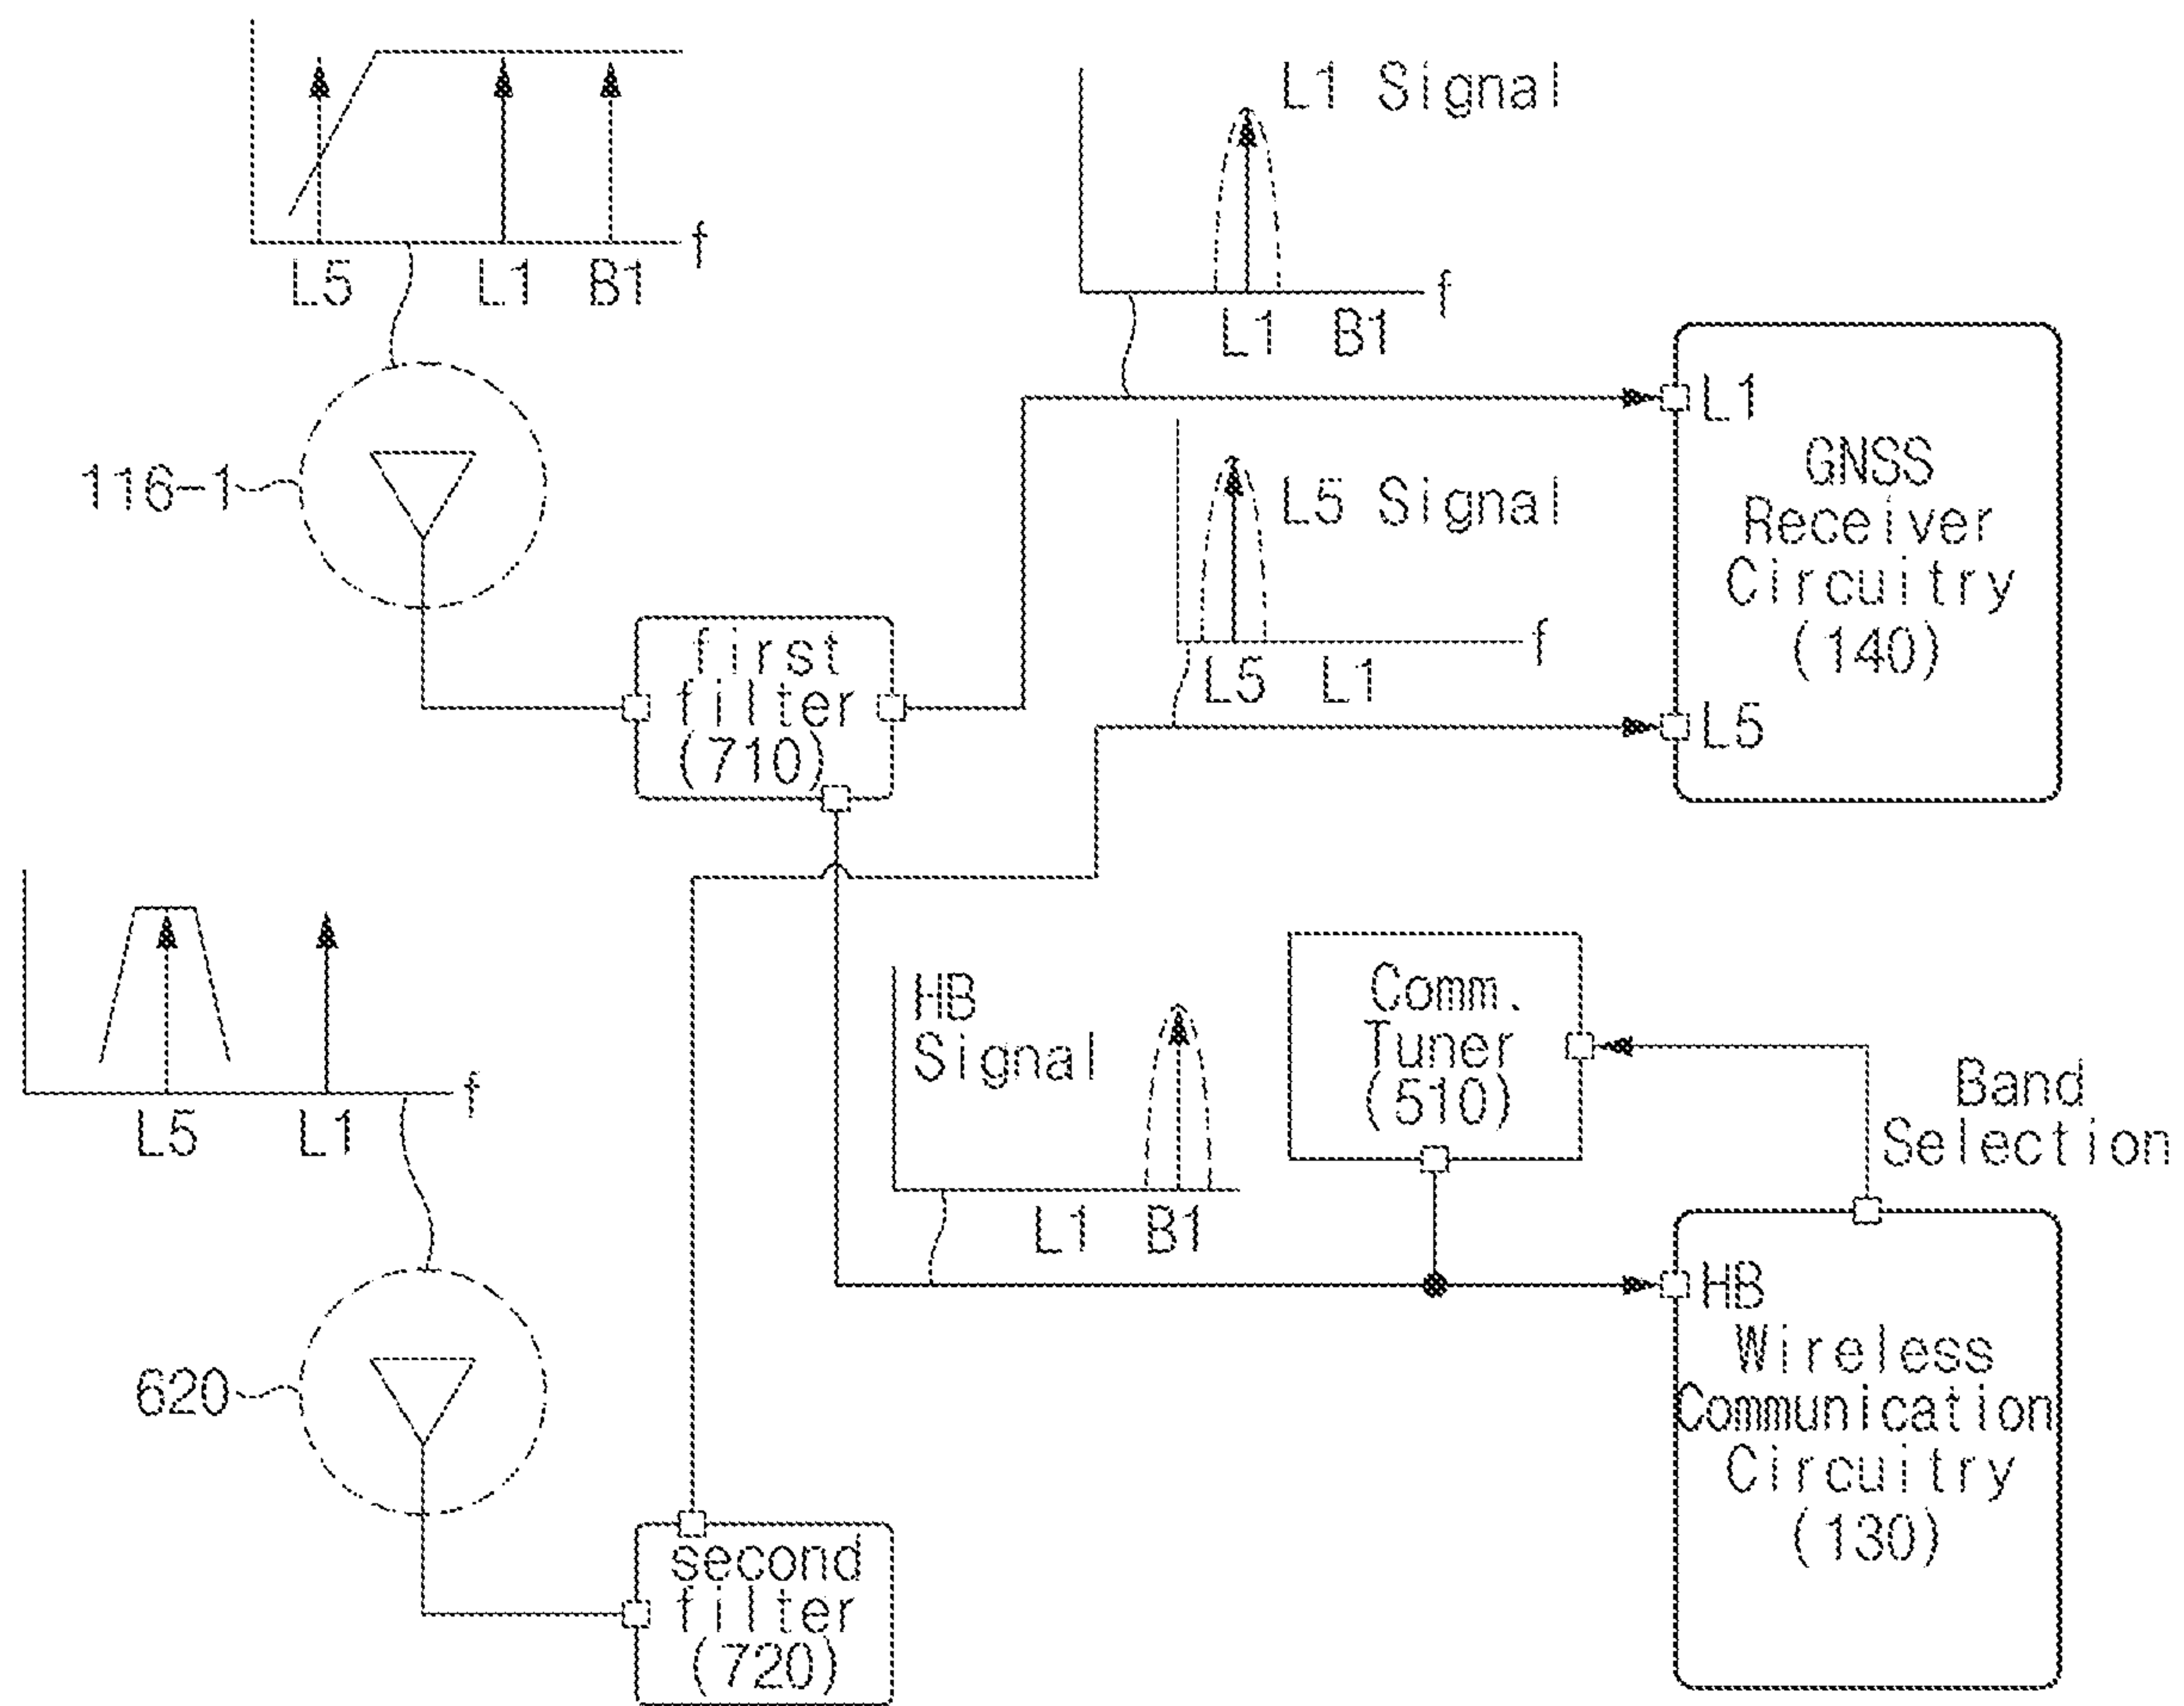 f
L5 L1 B1
116-1
L1 Signal
f
L1 B1
L5 Signal
f
L5 L1
L1
GNSS
Receiver
Circuitry
(140)
L5
first
filter
(710)
f
L5 L1
620
HB
Signal
L1 B1
Comm.
Tuner
(510)
Band
Selection
HB
Wireless
Communication
Circuitry
(130)
second
filter
(720)